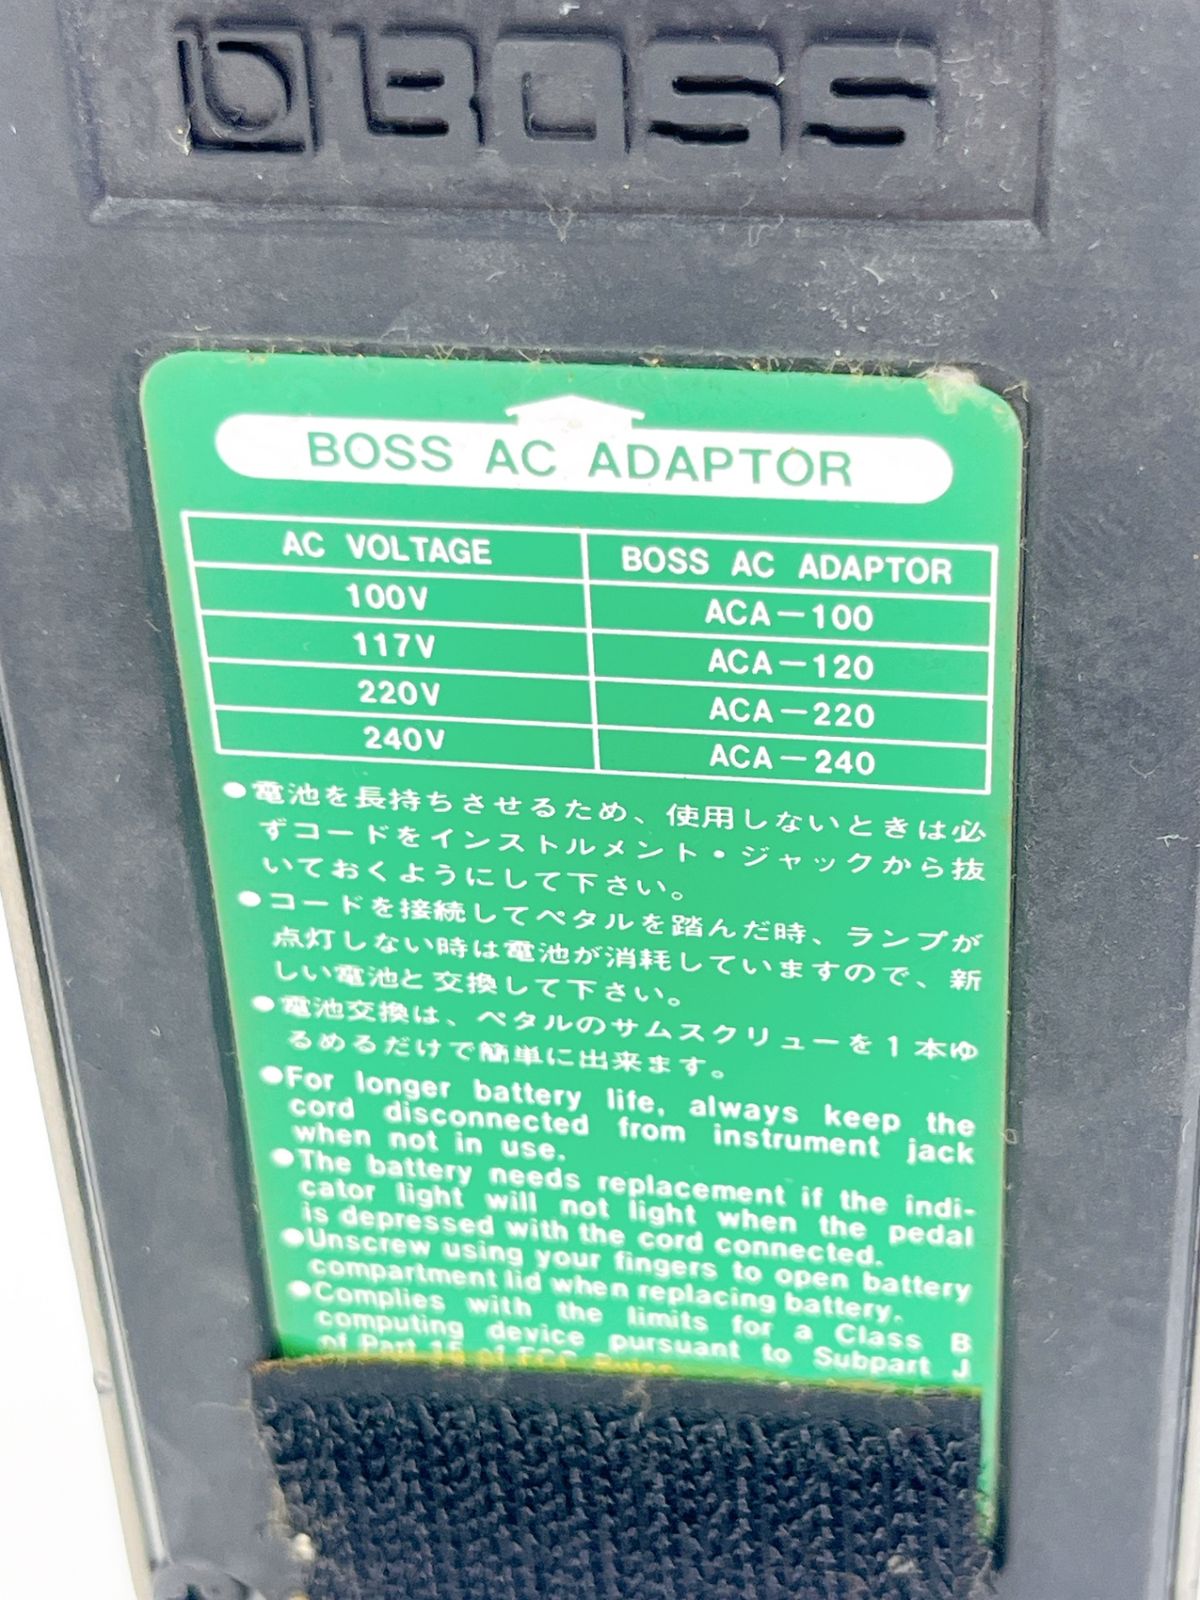 BOSS
BOSS AC ADAPTOR
AC VOLTAGE BOSS AC ADAPTOR
100V ACA-100
117V ACA-120
220V ACA-220
240V ACA-240
●電池を長持ちさせるため、使用しないときは必
ずコードをインストルメント・ジャックから抜
いておくようにして下さい。
●コードを接続してペタルを踏んだ時、ランプが
点灯しない時は電池が消耗していますので、新
しい電池と交換して下さい。
●電池交換は、ペタルのサムスクリューを1本ゆ
るめるだけで簡単に出来ます。
●For longer battery life, always keep the
cord disconnected from instrument jack
when not in use.
●The battery needs replacement if the indi-
cator light will not light when the pedal
is depressed with the cord connected.
●Unscrew using your fingers to open battery
compartment lid when replacing battery.
●Complies with the limits for a Class B
computing device pursuant to Subpart J
of Part 15 of FCC